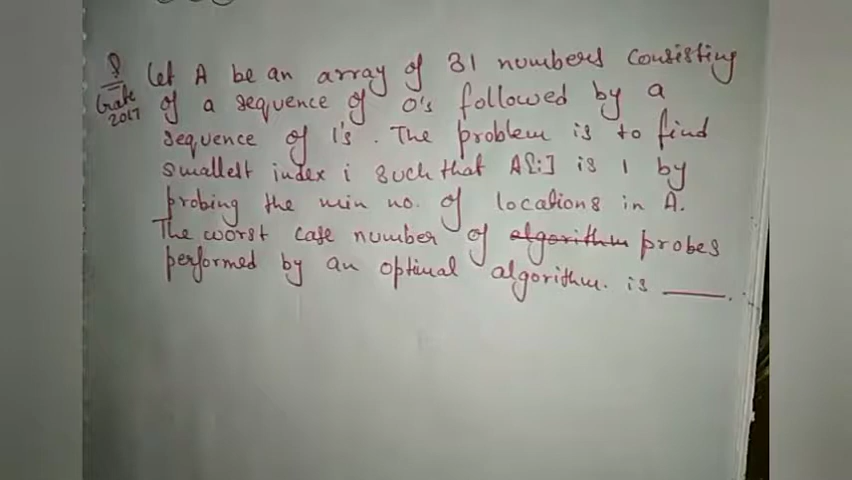 Q Let A be an array of 31 numbers consisting
Gate 2017 of a sequence of 0's followed by a
sequence of 1's. The problem is to find
smallest index i such that A[i] is 1 by
probing the min no. of locations in A.
The worst case number of algorithm probes
performed by an optimal algorithm. is ____.